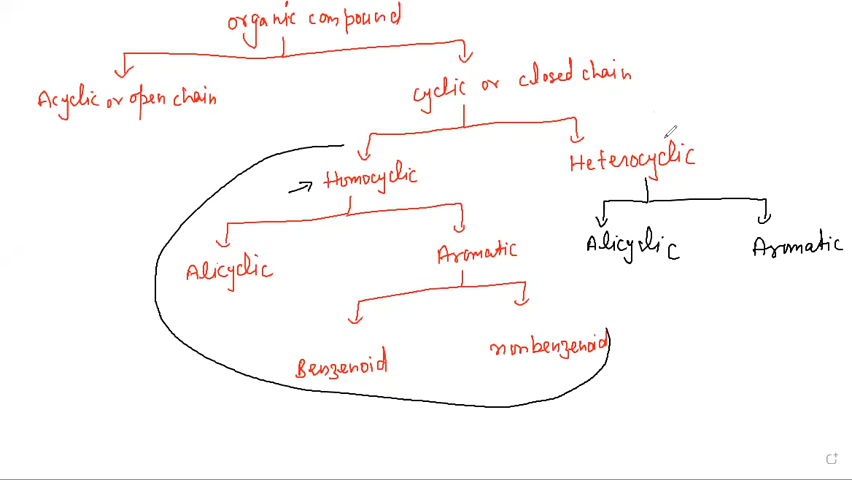 organic compound
Acyclic or open chain
cyclic or closed chain
Homocyclic
Heterocyclic
Alicyclic
Aromatic
Alicyclic
Aromatic
Benzenoid
nonbenzenoid